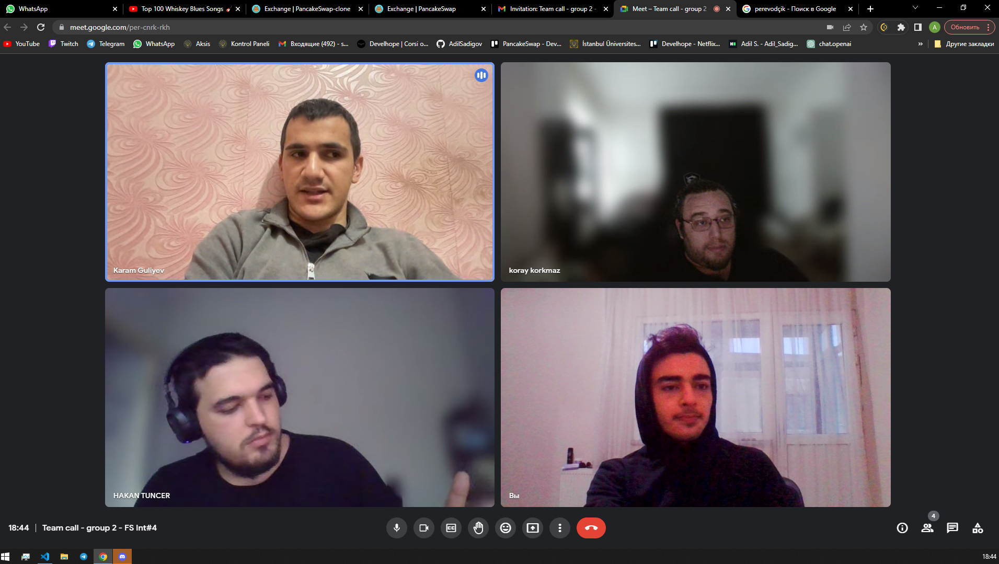 WhatsApp
Top 100 Whiskey Blues Songs
Exchange | PancakeSwap-clone
Exchange | PancakeSwap
Invitation: Team call - group 2 -
Meet – Team call - group 2
perevodçik - Поиск в Google
meet.google.com/per-cnrk-rkh
A
Обновить
YouTube
Twitch
Telegram
WhatsApp
Aksis
Kontrol Paneli
Входящие (492) - s...
Develhope | Corsi o...
AdilSadigov
PancakeSwap - Dev...
İstanbul Üniversites...
Develhope - Netflix...
Adil S. - Adil_Sadig...
chat.openai
»
Другие закладки
Karam Guliyev
koray korkmaz
HAKAN TUNCER
Вы
18:44 | Team call - group 2 - FS Int#4
4
18:44